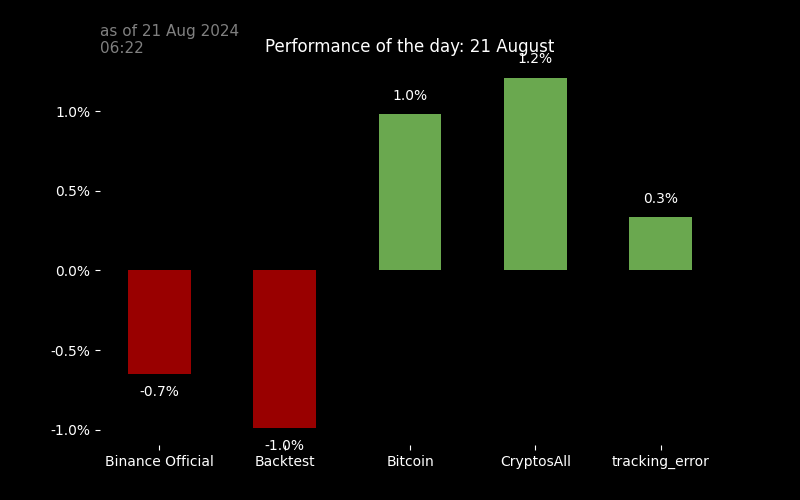 as of 21 Aug 2024
06:22
Performance of the day: 21 August
1.2%
1.0%
1.0%
0.5%
0.3%
0.0%
-0.5%
-0.7%
-1.0%
-1.0%
Binance Official
Backtest
Bitcoin
CryptosAll
tracking_error